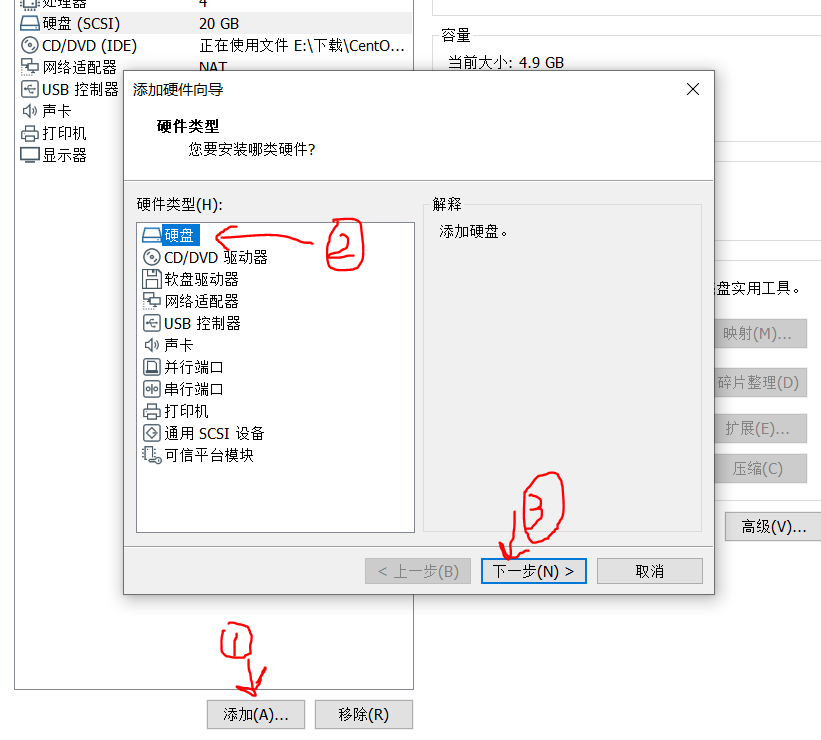 处理器 4
硬盘 (SCSI) 20 GB
CD/DVD (IDE) 正在使用文件 E:\下载\CentO...
网络适配器 NAT
USB 控制器
声卡
打印机
显示器
容量
当前大小: 4.9 GB
添加硬件向导
硬件类型
您要安装哪类硬件?
硬件类型(H):
硬盘
CD/DVD 驱动器
软盘驱动器
网络适配器
USB 控制器
声卡
并行端口
串行端口
打印机
通用 SCSI 设备
可信平台模块
2
解释
添加硬盘。
3
< 上一步(B)
下一步(N) >
取消
盘实用工具。
映射(M)...
碎片整理(D)
扩展(E)...
压缩(C)
高级(V)...
1
添加(A)...
移除(R)